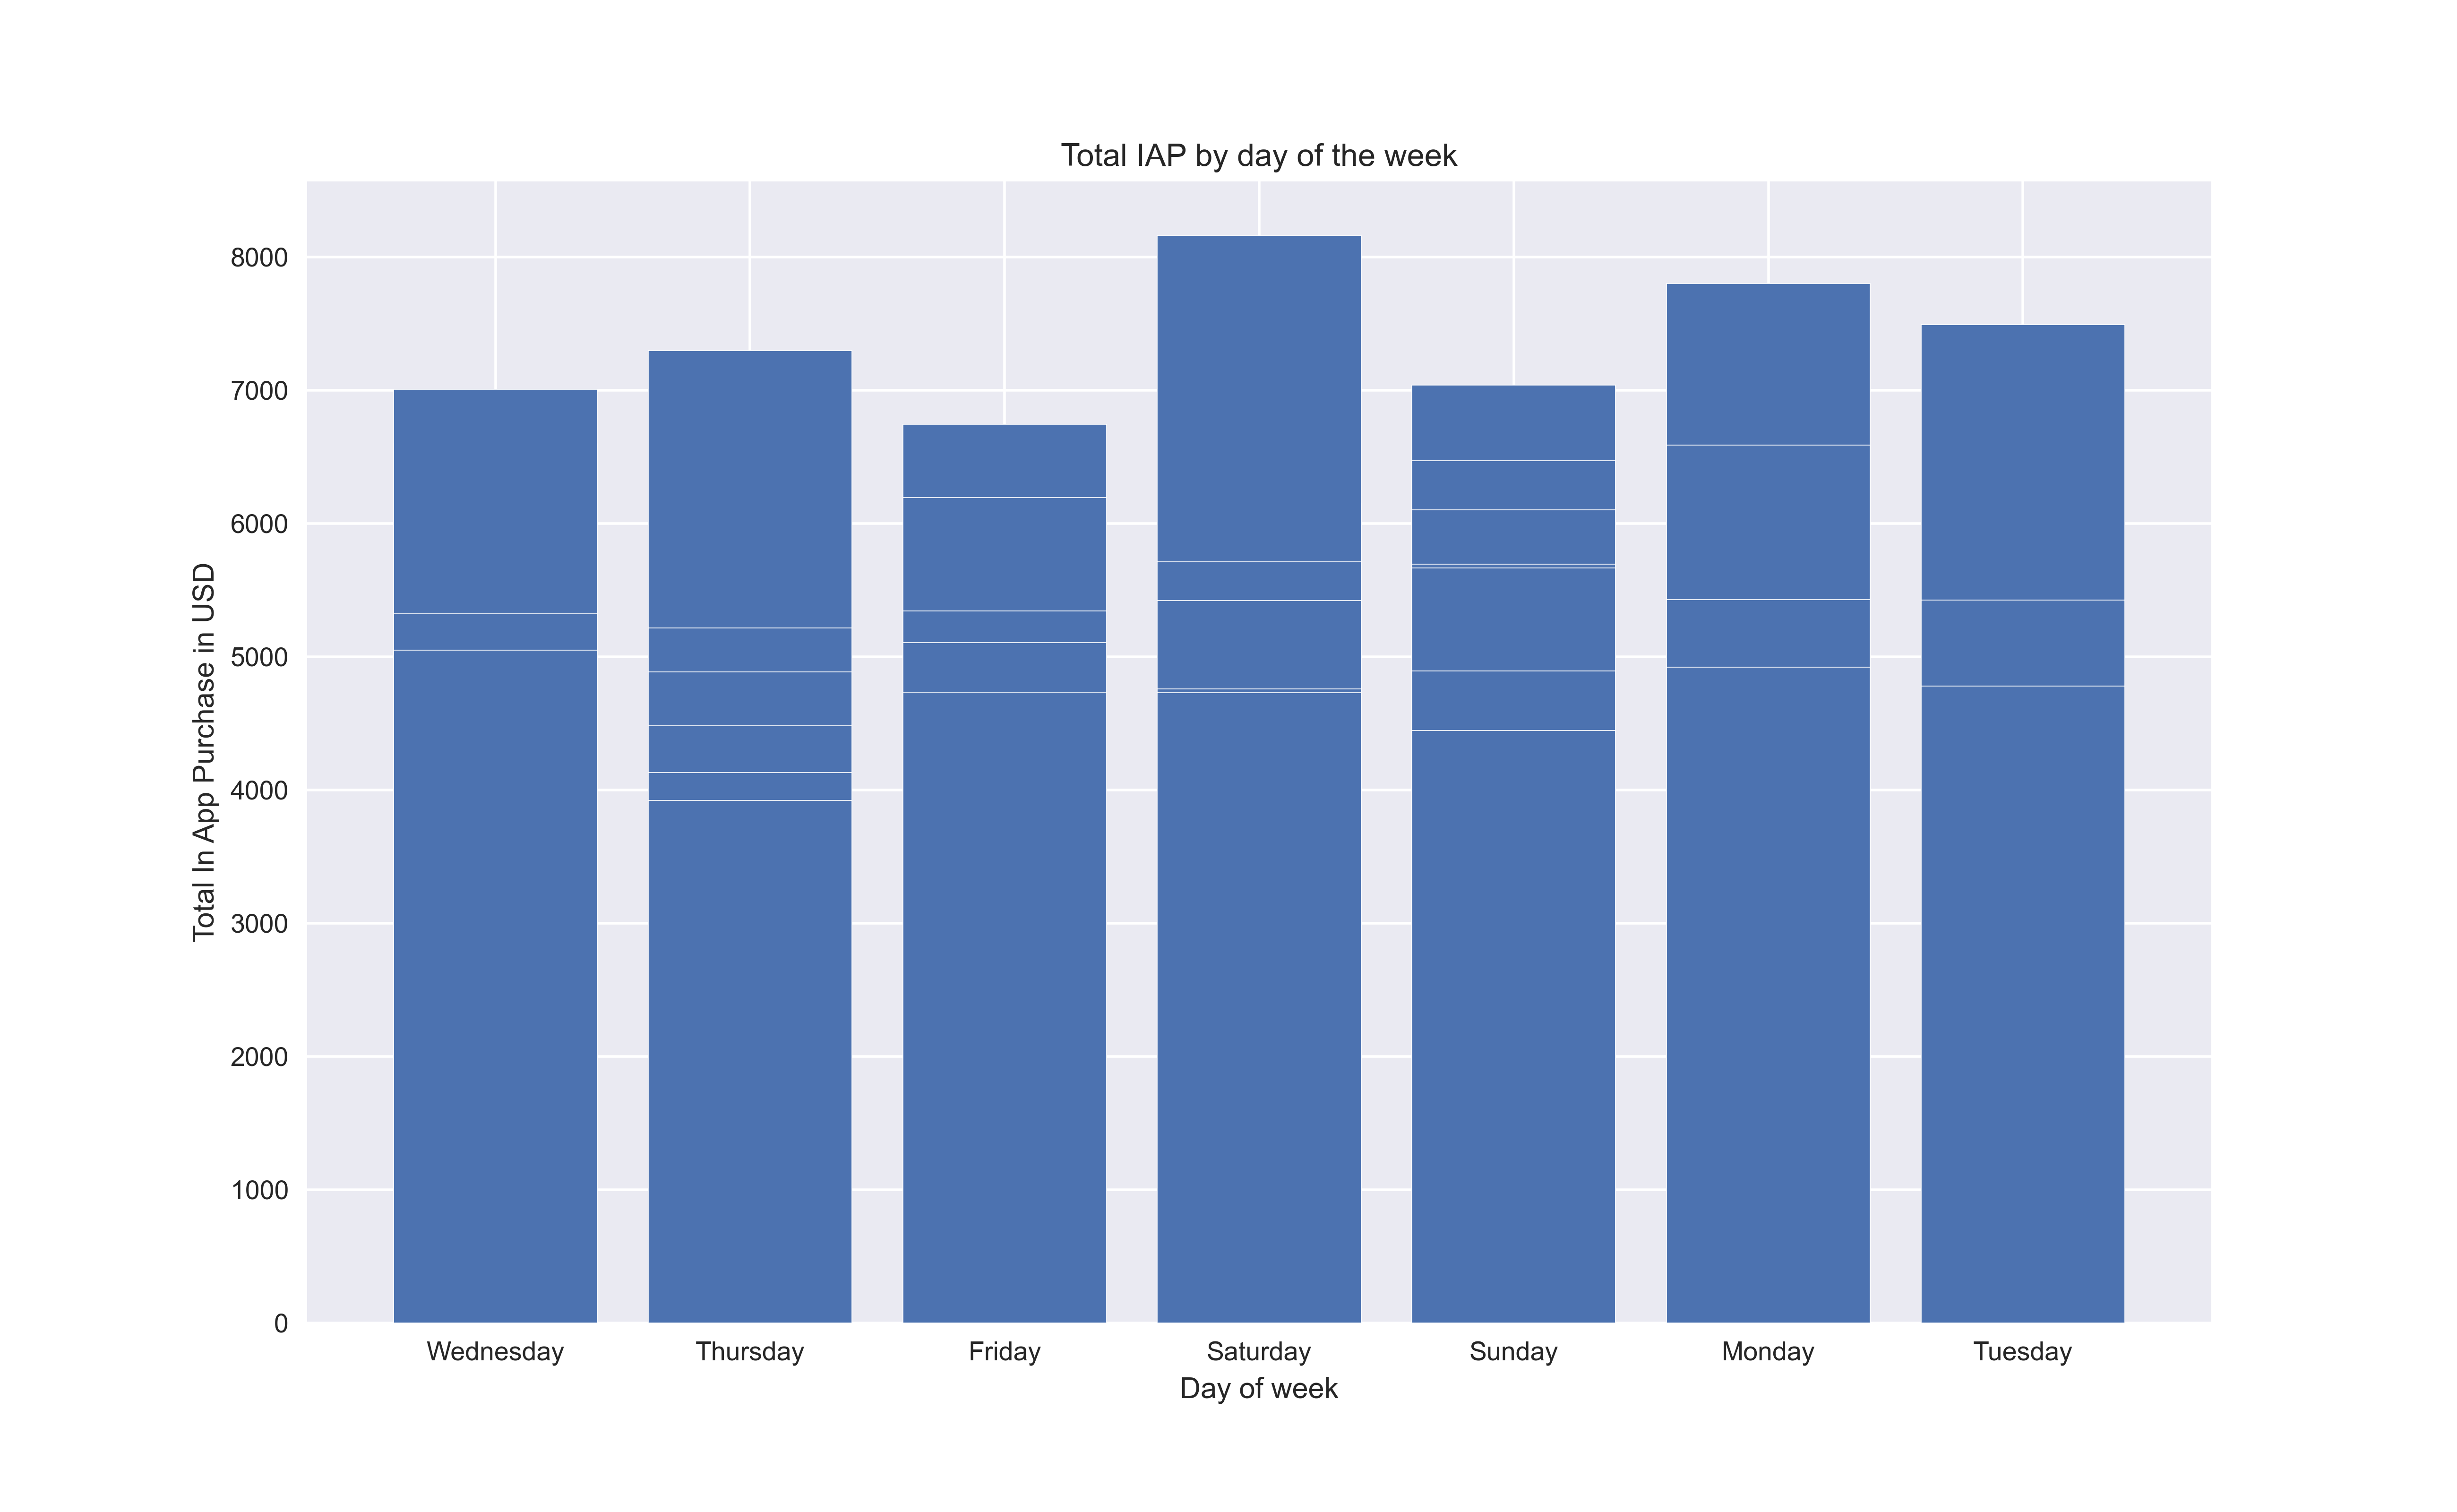 Total IAP by day of the week
Total In App Purchase in USD
8000
7000
6000
5000
4000
3000
2000
1000
0
Wednesday Thursday Friday Saturday Sunday Monday Tuesday
Day of week